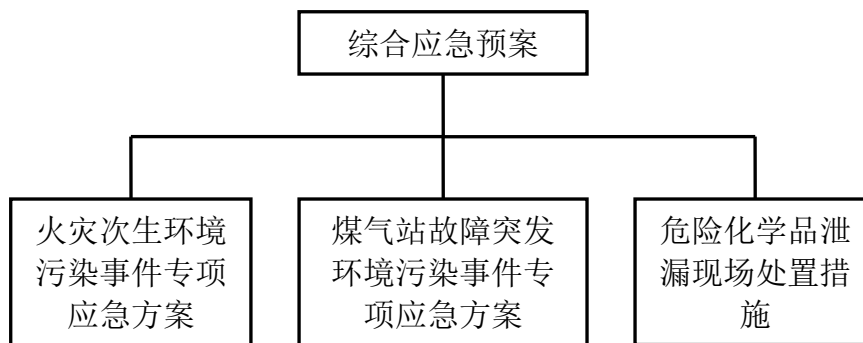 综合应急预案
火灾次生环境
污染事件专项
应急方案
煤气站故障突发
环境污染事件专
项应急方案
危险化学品泄
漏现场处置措
施